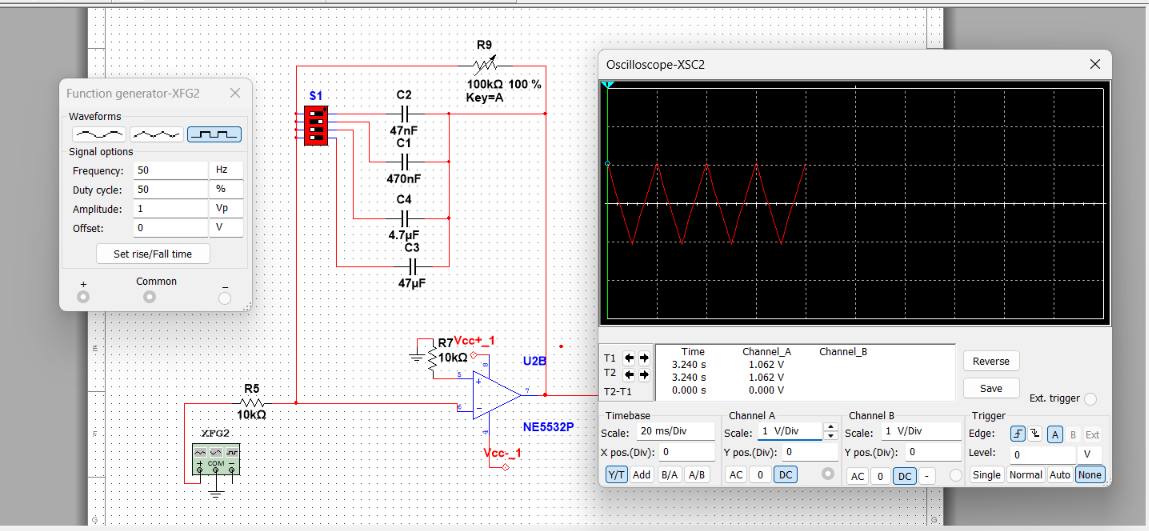 Function generator-XFG2
Waveforms
Signal options
Frequency: 50 Hz
Duty cycle: 50 %
Amplitude: 1 Vp
Offset: 0 V
Set rise/Fall time
+ Common –
R9
100kΩ 100 %
Key=A
S1
C2
47nF
C1
470nF
C4
4.7µF
C3
47µF
R7
10kΩ
Vcc+_1
U2B
8
5
+
7
6
−
4
NE5532P
Vcc-_1
R5
10kΩ
XFG2
COM
Oscilloscope-XSC2
Time Channel_A Channel_B
T1 3.240 s 1.062 V
T2 3.240 s 1.062 V
T2-T1 0.000 s 0.000 V
Reverse
Save
Ext. trigger
Timebase
Scale: 20 ms/Div
X pos.(Div): 0
Y/T Add B/A A/B
Channel A
Scale: 1 V/Div
Y pos.(Div): 0
AC 0 DC
Channel B
Scale: 1 V/Div
Y pos.(Div): 0
AC 0 DC -
Trigger
Edge: A B Ext
Level: 0 V
Single Normal Auto None